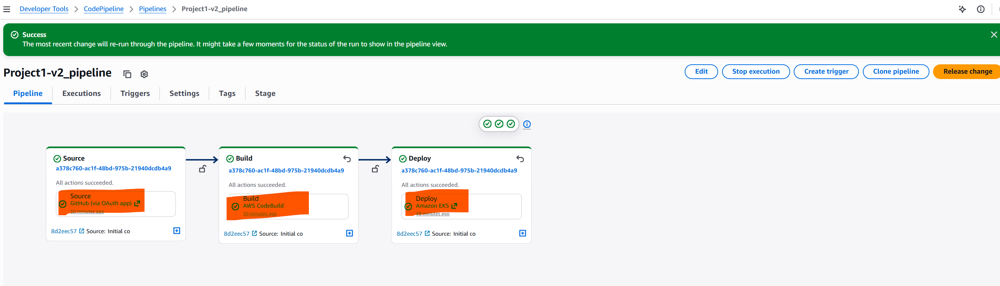 Developer Tools > CodePipeline > Pipelines > Project1-v2_pipeline
Success
The most recent change will re-run through the pipeline. It might take a few moments for the status of the run to show in the pipeline view.
Project1-v2_pipeline
Edit
Stop execution
Create trigger
Clone pipeline
Release change
Pipeline
Executions
Triggers
Settings
Tags
Stage
Source
a378c760-ac1f-48bd-975b-21940dcdb4a9
All actions succeeded.
Source
GitHub (via OAuth app)
50 minutes ago
8d2eec57 Source: Initial co
Build
a378c760-ac1f-48bd-975b-21940dcdb4a9
All actions succeeded.
Build
AWS CodeBuild
50 minutes ago
8d2eec57 Source: Initial co
Deploy
a378c760-ac1f-48bd-975b-21940dcdb4a9
All actions succeeded.
Deploy
Amazon EKS
49 minutes ago
8d2eec57 Source: Initial co